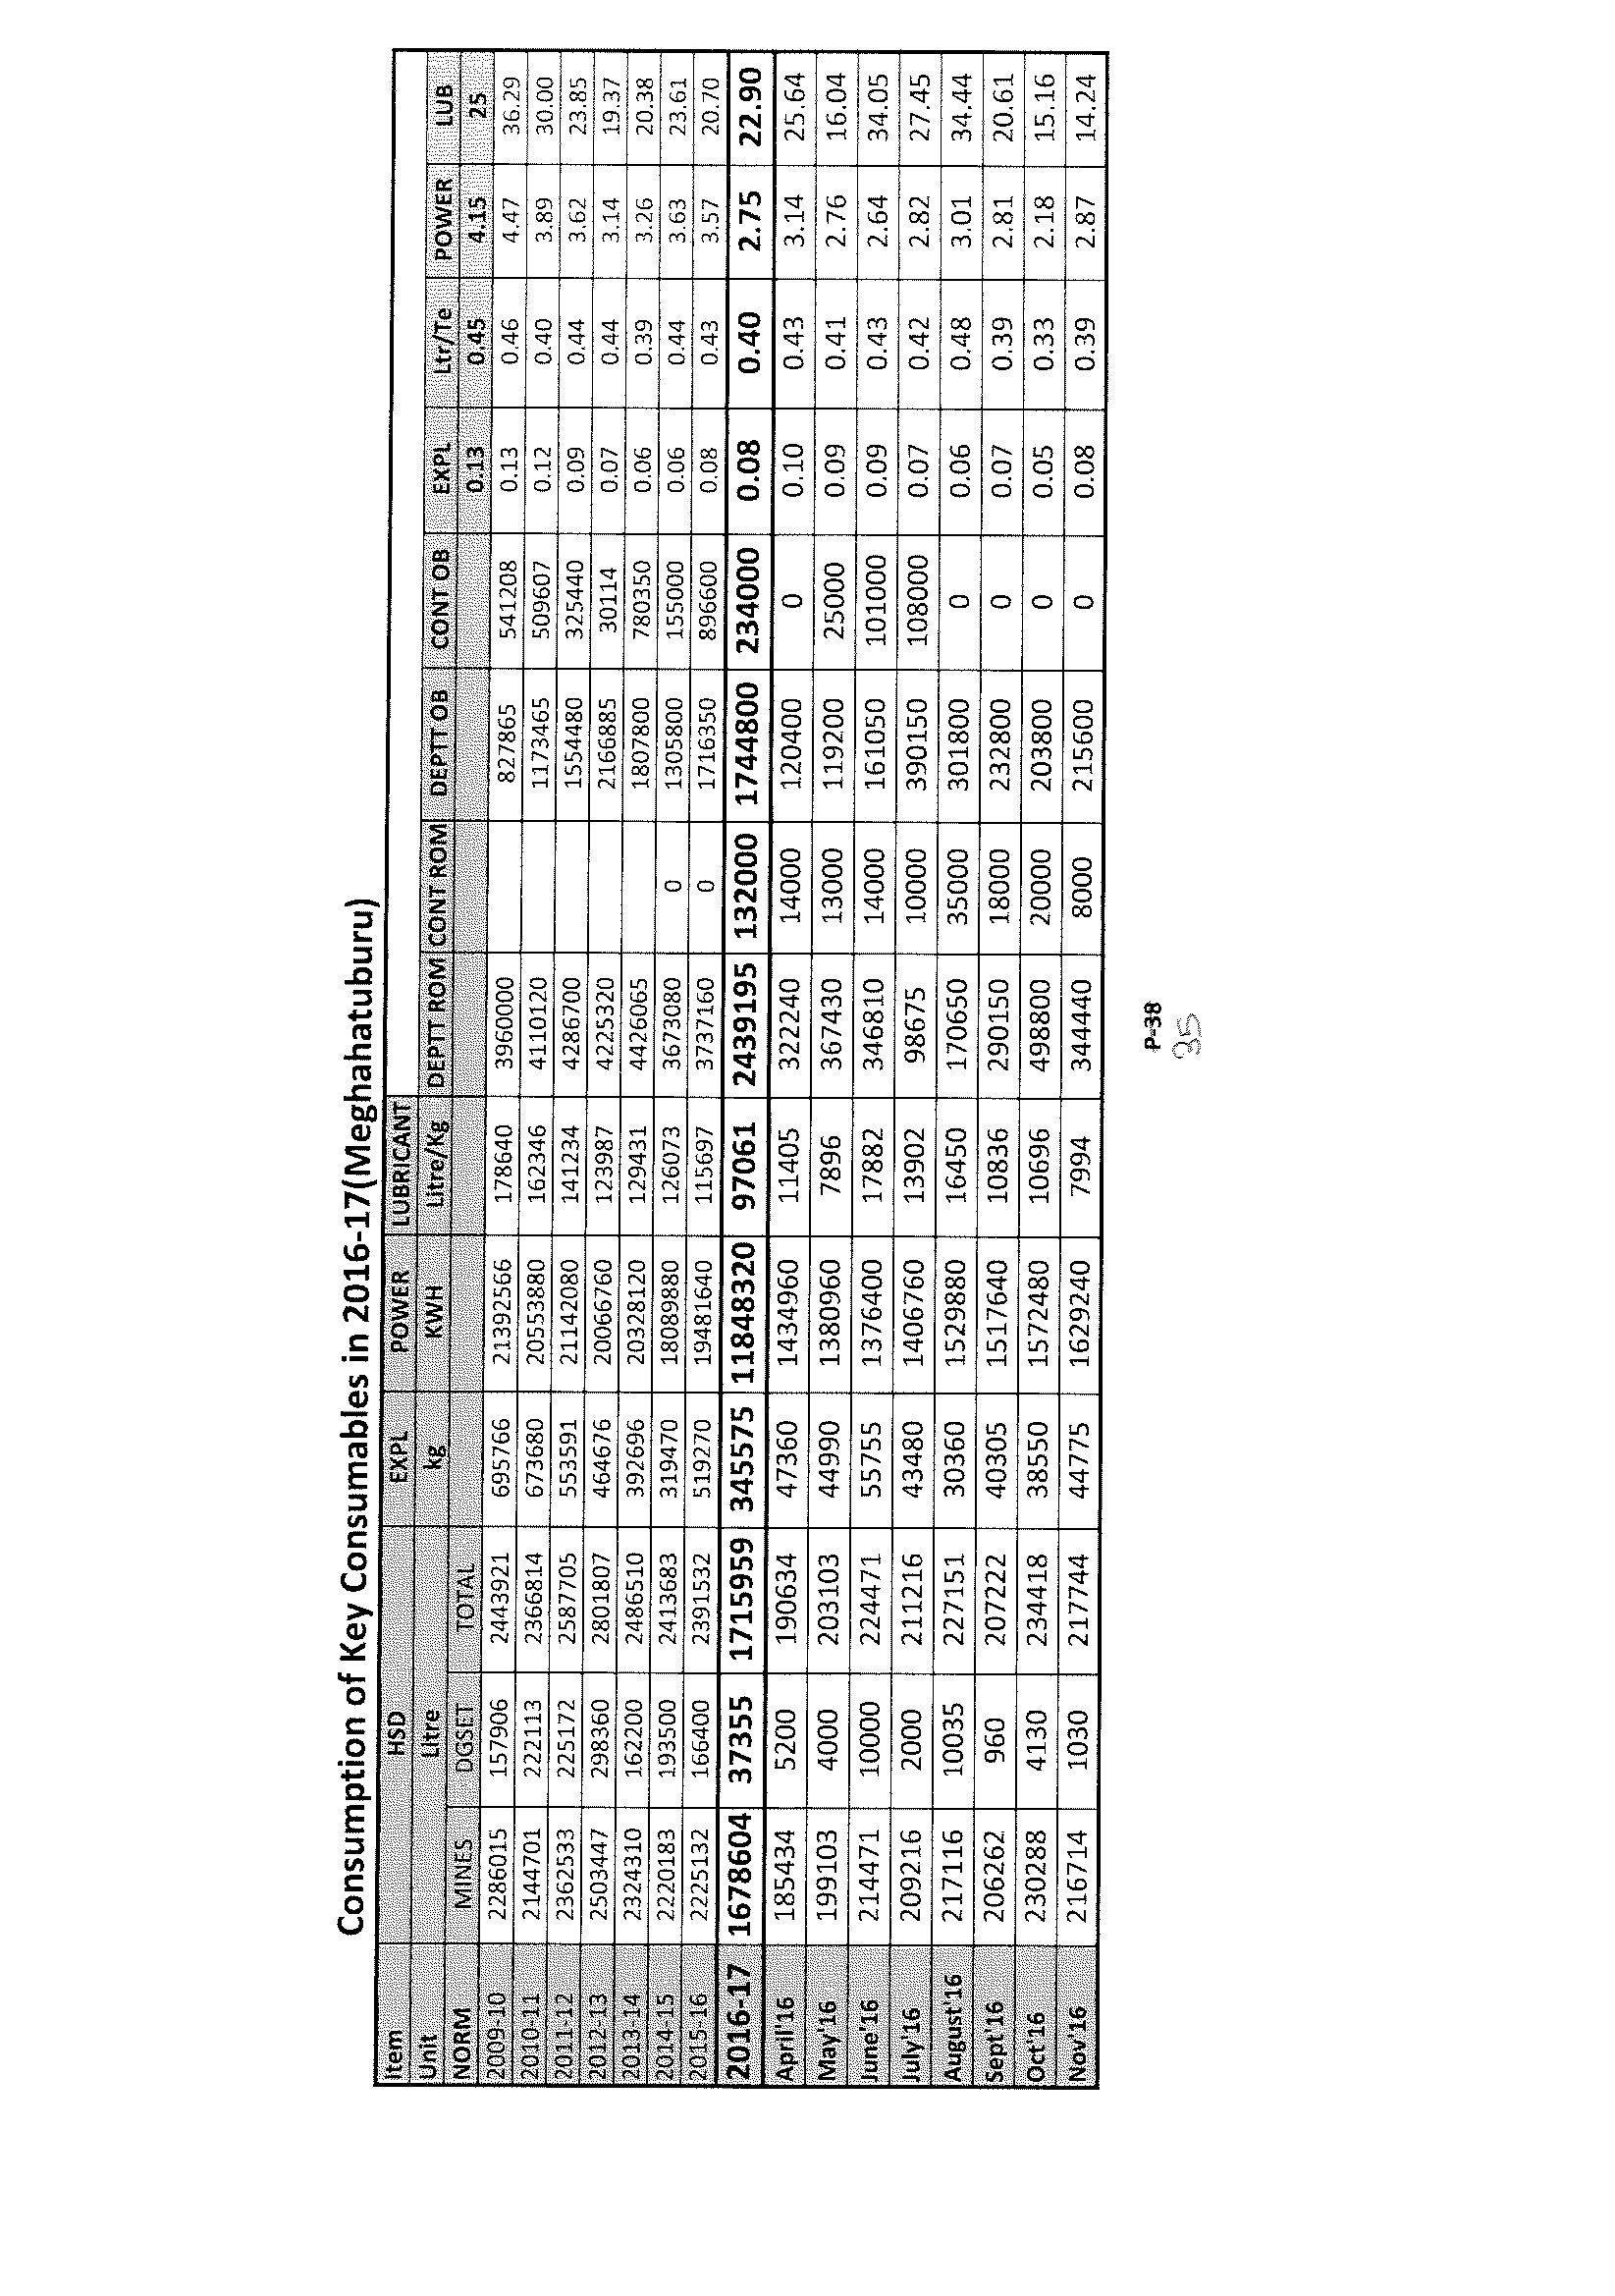 Consumption of Key Consumables in 2016-17(Meghahatuburu)
Item HSD EXPL POWER LUBRICANT
Unit Litre kg KWH Litre/Kg DEPTT ROM CONT ROM DEPTT OB CONT OB EXPL Ltr/Te POWER LUB
NORM MINES DGSET TOTAL 0.13 0.45 4.15 25
2009-10 2286015 157906 2443921 695766 21392566 178640 3960000 827865 541208 0.13 0.46 4.47 36.29
2010-11 2144701 222113 2366814 673680 20553880 162346 4110120 1173465 509607 0.12 0.40 3.89 30.00
2011-12 2362533 225172 2587705 553591 21142080 141234 4286700 1554480 325440 0.09 0.44 3.62 23.85
2012-13 2503447 298360 2801807 464676 20066760 123987 4225320 2166885 30114 0.07 0.44 3.14 19.37
2013-14 2324310 162200 2486510 392696 20328120 129431 4426065 1807800 780350 0.06 0.39 3.26 20.38
2014-15 2220183 193500 2413683 319470 18089880 126073 3673080 0 1305800 155000 0.06 0.44 3.63 23.61
2015-16 2225132 166400 2391532 519270 19481640 115697 3737160 0 1716350 896600 0.08 0.43 3.57 20.70
2016-17 1678604 37355 1715959 345575 11848320 97061 2439195 132000 1744800 234000 0.08 0.40 2.75 22.90
April'16 185434 5200 190634 47360 1434960 11405 322240 14000 120400 0 0.10 0.43 3.14 25.64
May'16 199103 4000 203103 44990 1380960 7896 367430 13000 119200 25000 0.09 0.41 2.76 16.04
June'16 214471 10000 224471 55755 1376400 17882 346810 14000 161050 101000 0.09 0.43 2.64 34.05
July'16 209216 2000 211216 43480 1406760 13902 98675 10000 390150 108000 0.07 0.42 2.82 27.45
August'16 217116 10035 227151 30360 1529880 16450 170650 35000 301800 0 0.06 0.48 3.01 34.44
Sept'16 206262 960 207222 40305 1517640 10836 290150 18000 232800 0 0.07 0.39 2.81 20.61
Oct'16 230288 4130 234418 38550 1572480 10696 498800 20000 203800 0 0.05 0.33 2.18 15.16
Nov'16 216714 1030 217744 44775 1629240 7994 344440 8000 215600 0 0.08 0.39 2.87 14.24
P-38
35